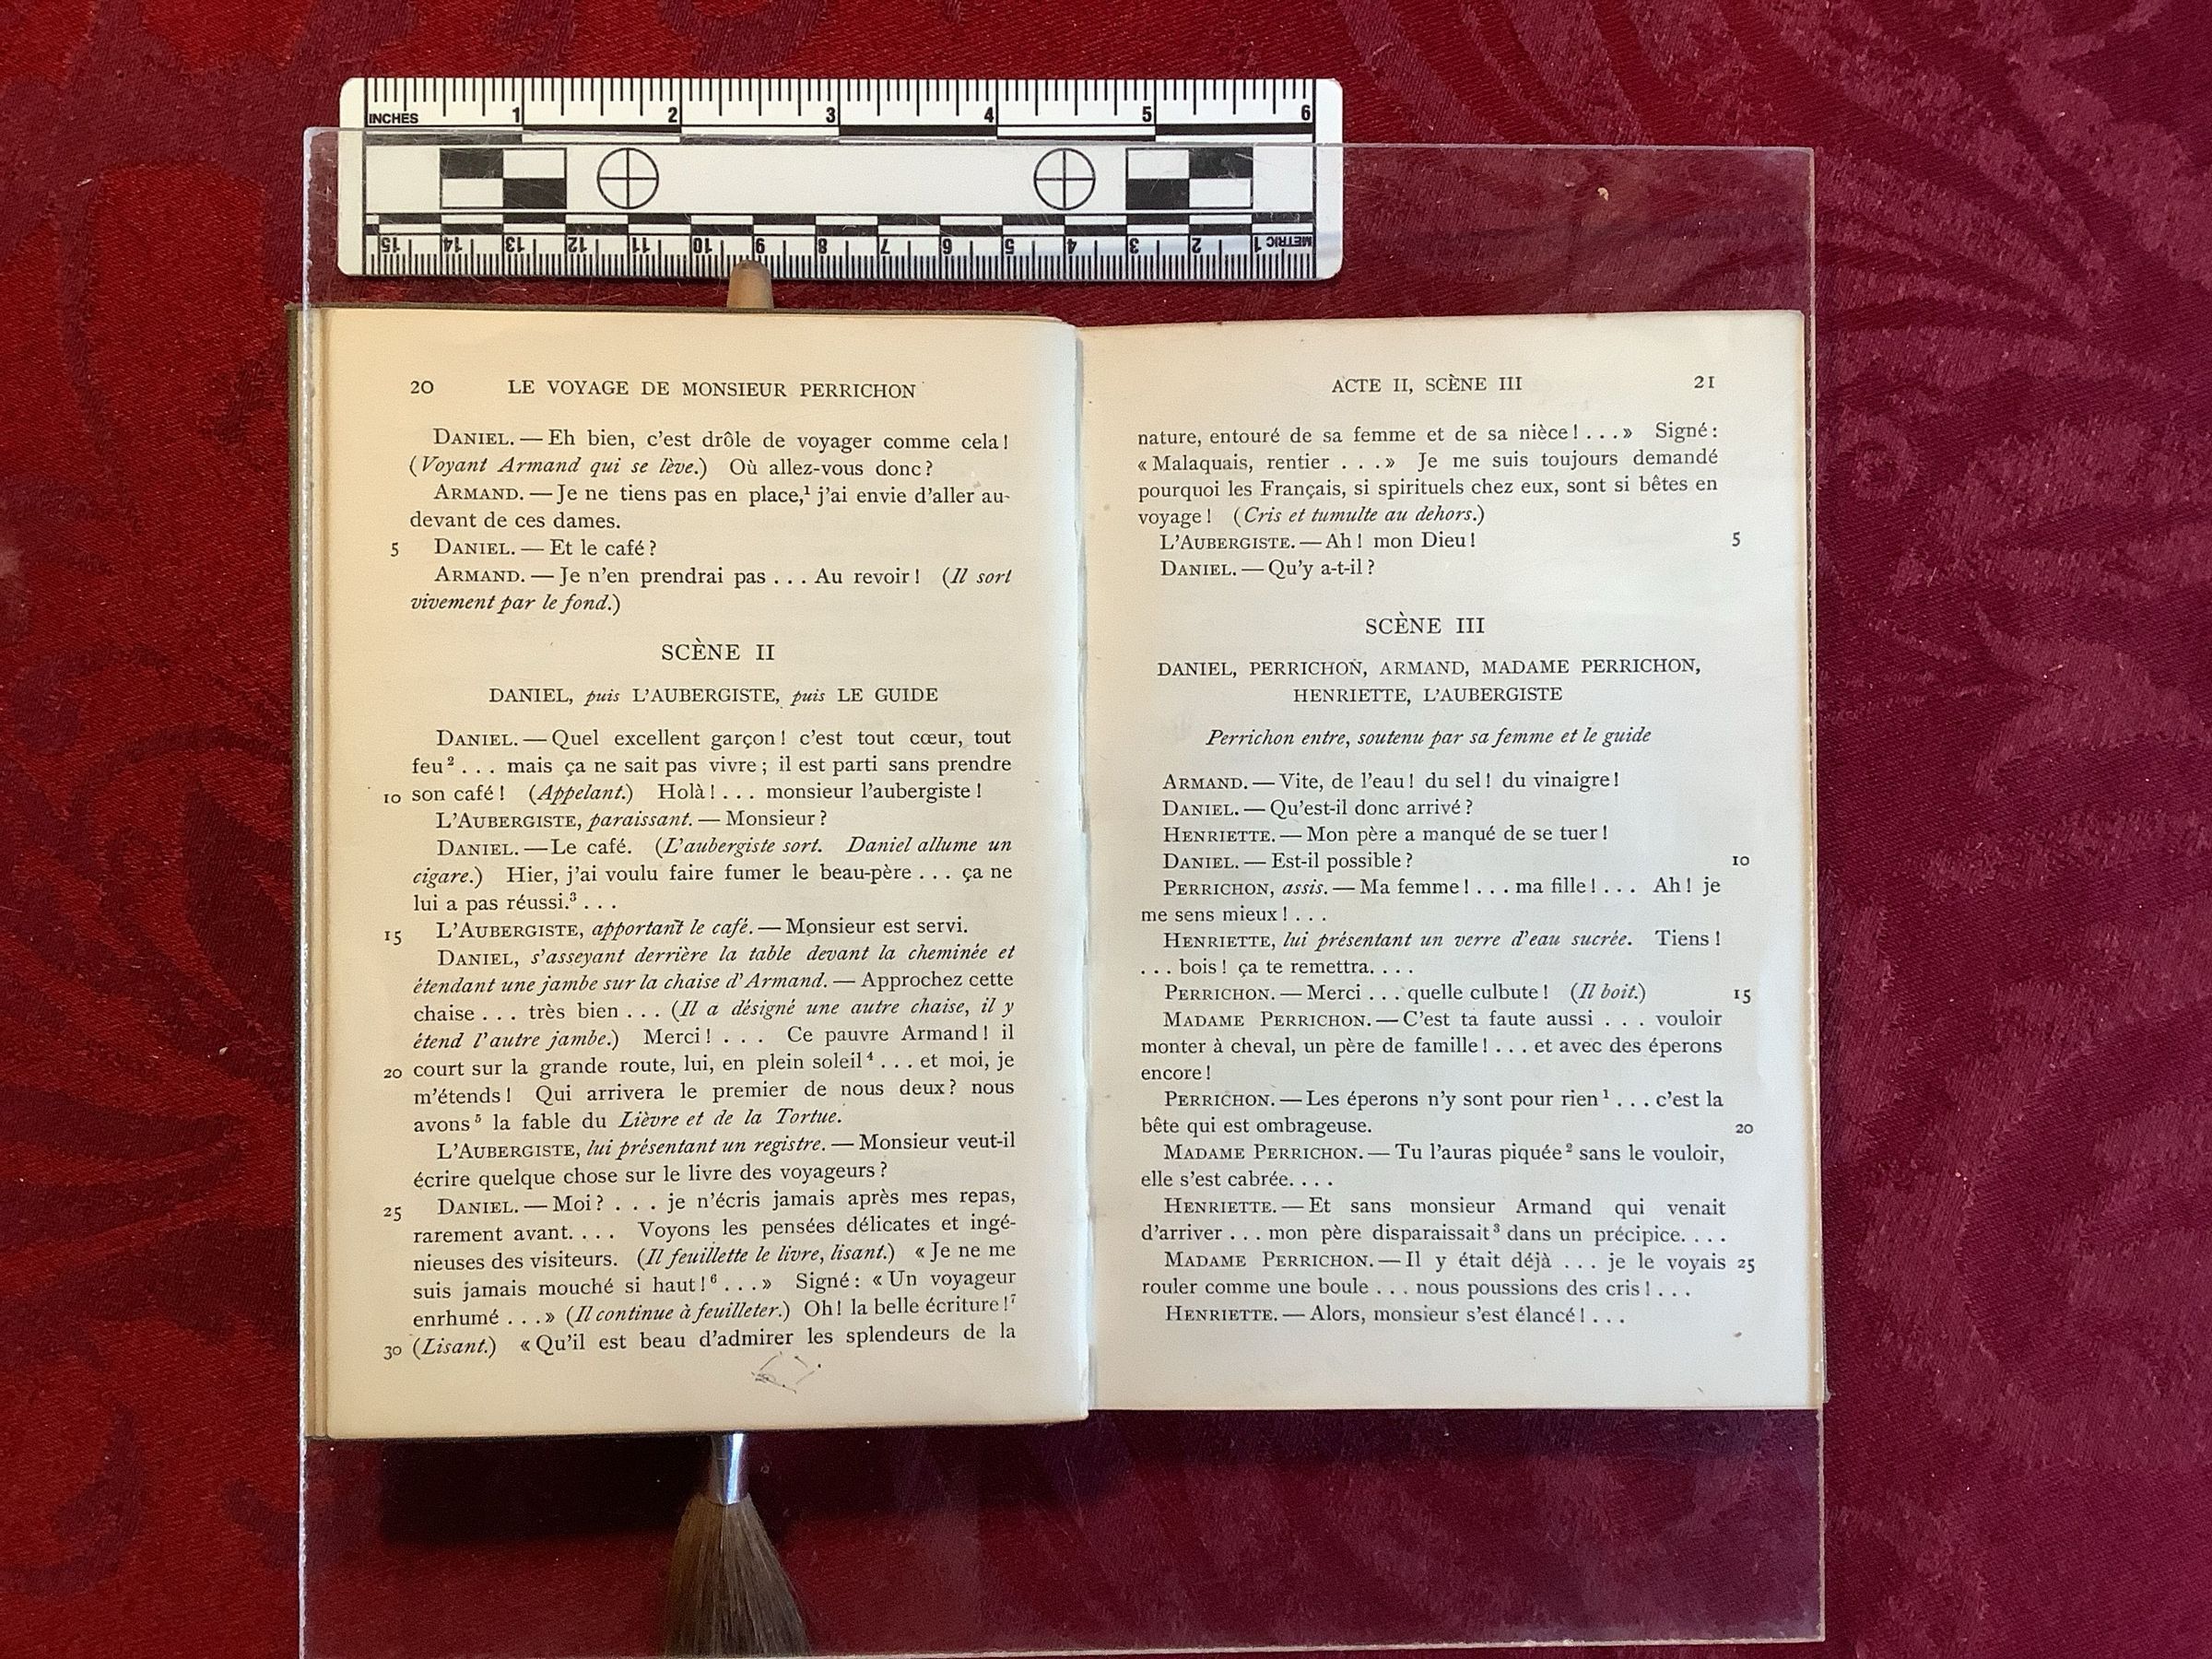 INCHES 1 2 3 4 5 6
15 14 13 12 11 10 9 8 7 6 5 4 3 2 1 METRIC
20 LE VOYAGE DE MONSIEUR PERRICHON
DANIEL. — Eh bien, c'est drôle de voyager comme cela!
(Voyant Armand qui se lève.) Où allez-vous donc?
ARMAND. — Je ne tiens pas en place,¹ j'ai envie d'aller au-
devant de ces dames.
5 DANIEL. — Et le café?
ARMAND. — Je n'en prendrai pas . . . Au revoir! (Il sort
vivement par le fond.)
SCÈNE II
DANIEL, puis L'AUBERGISTE, puis LE GUIDE
DANIEL. — Quel excellent garçon! c'est tout cœur, tout
feu² . . . mais ça ne sait pas vivre; il est parti sans prendre
10 son café! (Appelant.) Holà! . . . monsieur l'aubergiste!
L'AUBERGISTE, paraissant. — Monsieur?
DANIEL. — Le café. (L'aubergiste sort. Daniel allume un
cigare.) Hier, j'ai voulu faire fumer le beau-père . . . ça ne
lui a pas réussi.³ . . .
15 L'AUBERGISTE, apportant le café. — Monsieur est servi.
DANIEL, s'asseyant derrière la table devant la cheminée et
étendant une jambe sur la chaise d'Armand. — Approchez cette
chaise . . . très bien . . . (Il a désigné une autre chaise, il y
étend l'autre jambe.) Merci! . . . Ce pauvre Armand! il
20 court sur la grande route, lui, en plein soleil⁴ . . . et moi, je
m'étends! Qui arrivera le premier de nous deux? nous
avons⁵ la fable du Lièvre et de la Tortue.
L'AUBERGISTE, lui présentant un registre. — Monsieur veut-il
écrire quelque chose sur le livre des voyageurs?
25 DANIEL. — Moi? . . . je n'écris jamais après mes repas,
rarement avant. . . . Voyons les pensées délicates et ingé-
nieuses des visiteurs. (Il feuillette le livre, lisant.) « Je ne me
suis jamais mouché si haut!⁶ . . . » Signé: « Un voyageur
enrhumé . . . » (Il continue à feuilleter.) Oh! la belle écriture!⁷
30 (Lisant.) « Qu'il est beau d'admirer les splendeurs de la
ACTE II, SCÈNE III 21
nature, entouré de sa femme et de sa nièce! . . . » Signé:
« Malaquais, rentier . . . » Je me suis toujours demandé
pourquoi les Français, si spirituels chez eux, sont si bêtes en
voyage! (Cris et tumulte au dehors.)
L'AUBERGISTE. — Ah! mon Dieu! 5
DANIEL. — Qu'y a-t-il?
SCÈNE III
DANIEL, PERRICHON, ARMAND, MADAME PERRICHON,
HENRIETTE, L'AUBERGISTE
Perrichon entre, soutenu par sa femme et le guide
ARMAND. — Vite, de l'eau! du sel! du vinaigre!
DANIEL. — Qu'est-il donc arrivé?
HENRIETTE. — Mon père a manqué de se tuer!
DANIEL. — Est-il possible? 10
PERRICHON, assis. — Ma femme! . . . ma fille! . . . Ah! je
me sens mieux! . . .
HENRIETTE, lui présentant un verre d'eau sucrée. Tiens!
. . . bois! ça te remettra. . . .
PERRICHON. — Merci . . . quelle culbute! (Il boit.) 15
MADAME PERRICHON. — C'est ta faute aussi . . . vouloir
monter à cheval, un père de famille! . . . et avec des éperons
encore!
PERRICHON. — Les éperons n'y sont pour rien¹ . . . c'est la
bête qui est ombrageuse. 20
MADAME PERRICHON. — Tu l'auras piquée² sans le vouloir,
elle s'est cabrée. . . .
HENRIETTE. — Et sans monsieur Armand qui venait
d'arriver . . . mon père disparaissait³ dans un précipice. . . .
MADAME PERRICHON. — Il y était déjà . . . je le voyais 25
rouler comme une boule . . . nous poussions des cris! . . .
HENRIETTE. — Alors, monsieur s'est élancé! . . .